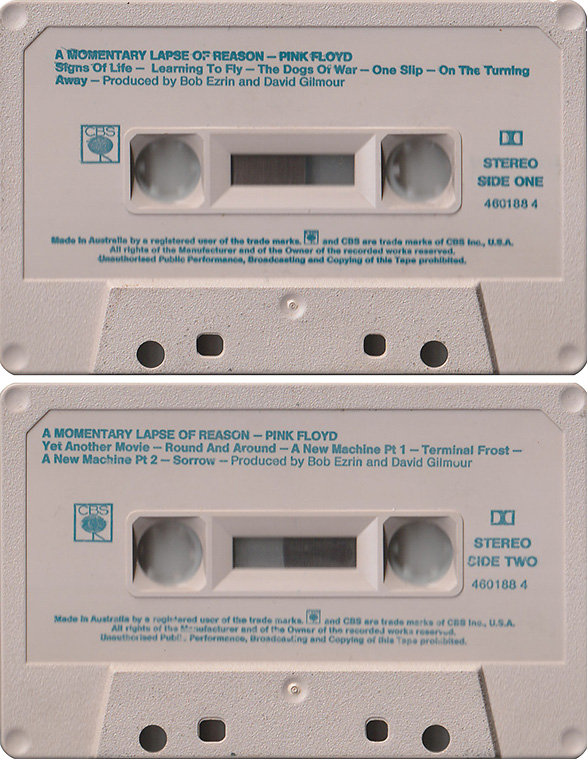 A MOMENTARY LAPSE OF REASON – PINK FLOYD
Signs Of Life – Learning To Fly – The Dogs Of War – One Slip – On The Turning
Away – Produced by Bob Ezrin and David Gilmour
CBS
STEREO
SIDE ONE
460188 4
Made in Australia by a registered user of the trade marks. and CBS are trade marks of CBS Inc., U.S.A.
All rights of the Manufacturer and of the Owner of the recorded works reserved.
Unauthorised Public Performance, Broadcasting and Copying of this Tape prohibited.
A MOMENTARY LAPSE OF REASON – PINK FLOYD
Yet Another Movie – Round And Around – A New Machine Pt 1 – Terminal Frost –
A New Machine Pt 2 – Sorrow – Produced by Bob Ezrin and David Gilmour
CBS
STEREO
SIDE TWO
460188 4
Made in Australia by a registered user of the trade marks. and CBS are trade marks of CBS Inc., U.S.A.
All rights of the Manufacturer and of the Owner of the recorded works reserved.
Unauthorised Public Performance, Broadcasting and Copying of this Tape prohibited.